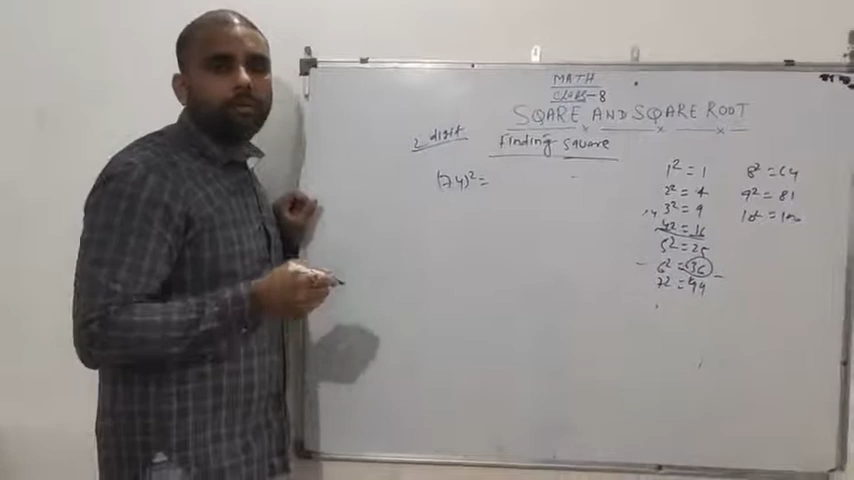 MATH
Class-8
SQARE AND SQARE ROOT
Finding square
2 digit
(74)²=
1² = 1
2² = 4
3² = 9
4² = 16
5² = 25
6² = 36
7² = 49
8² = 64
9² = 81
10² = 100